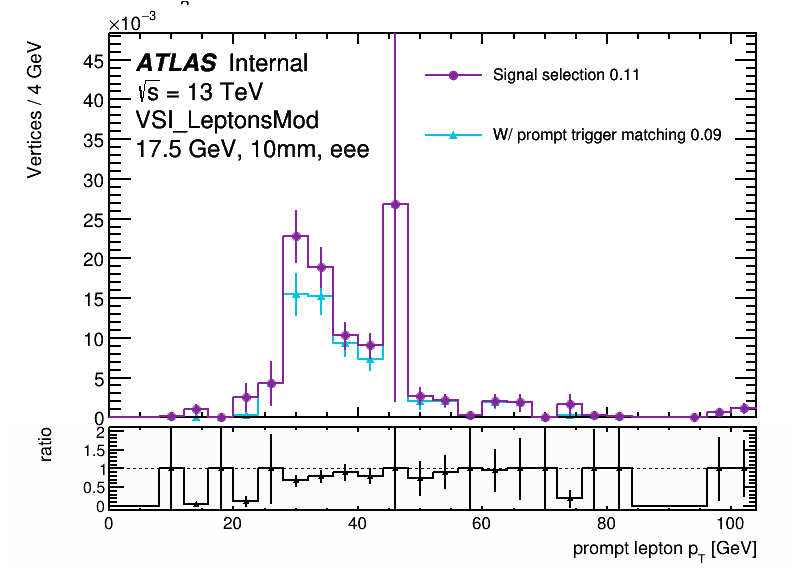 ×10⁻³
ATLAS Internal
√s = 13 TeV
VSI_LeptonsMod
17.5 GeV, 10mm, eee
Signal selection 0.11
W/ prompt trigger matching 0.09
Vertices / 4 GeV
45
40
35
30
25
20
15
10
5
0
ratio
2
1.5
1
0.5
0
0 20 40 60 80 100
prompt lepton p_T [GeV]